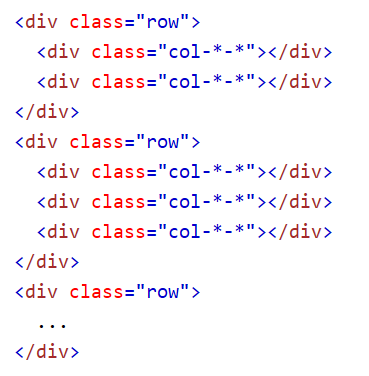 <div class="row">
  <div class="col-*-*"></div>
  <div class="col-*-*"></div>
</div>
<div class="row">
  <div class="col-*-*"></div>
  <div class="col-*-*"></div>
  <div class="col-*-*"></div>
</div>
<div class="row">
  ...
</div>